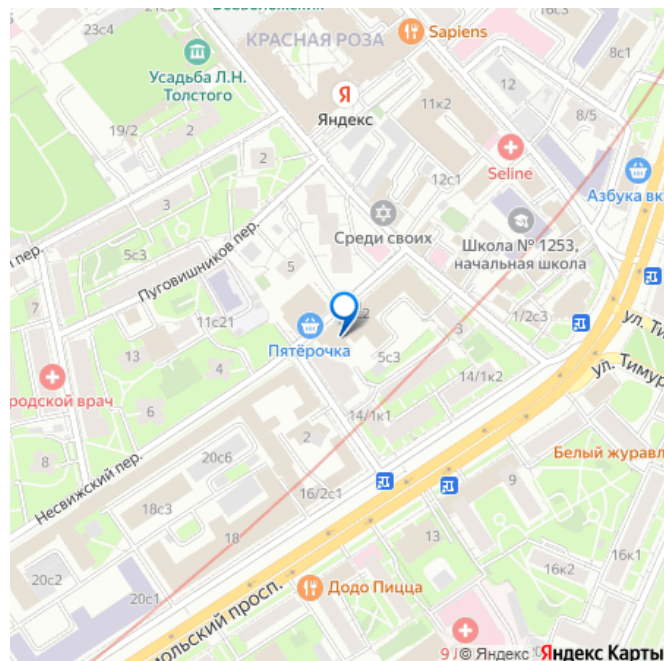 23с4
КРАСНАЯ РОЗА
Sapiens
16с3
8с1
Усадьба Л.Н.
Толстого
Я
Яндекс
11к2
12
8/5
19/2
2
2
Seline
Азбука вк
12с1
3
Среди своих
Школа № 1253,
начальная школа
5с3
пер.
Пуговишников пер.
5
7
11с21
Пятёрочка
3
1/2с3
ул. Ти
13
5с3
ул. Тимур
14/1к2
родской врач
4
6
14/1к1
8
2
Несвижский пер.
20с6
Белый журавл
18с3
16/2с1
9
18
13
16к1
20с2
16к2
20с1
Додо Пицца
мольский просп.
9
© Яндекс
Яндекс Карты